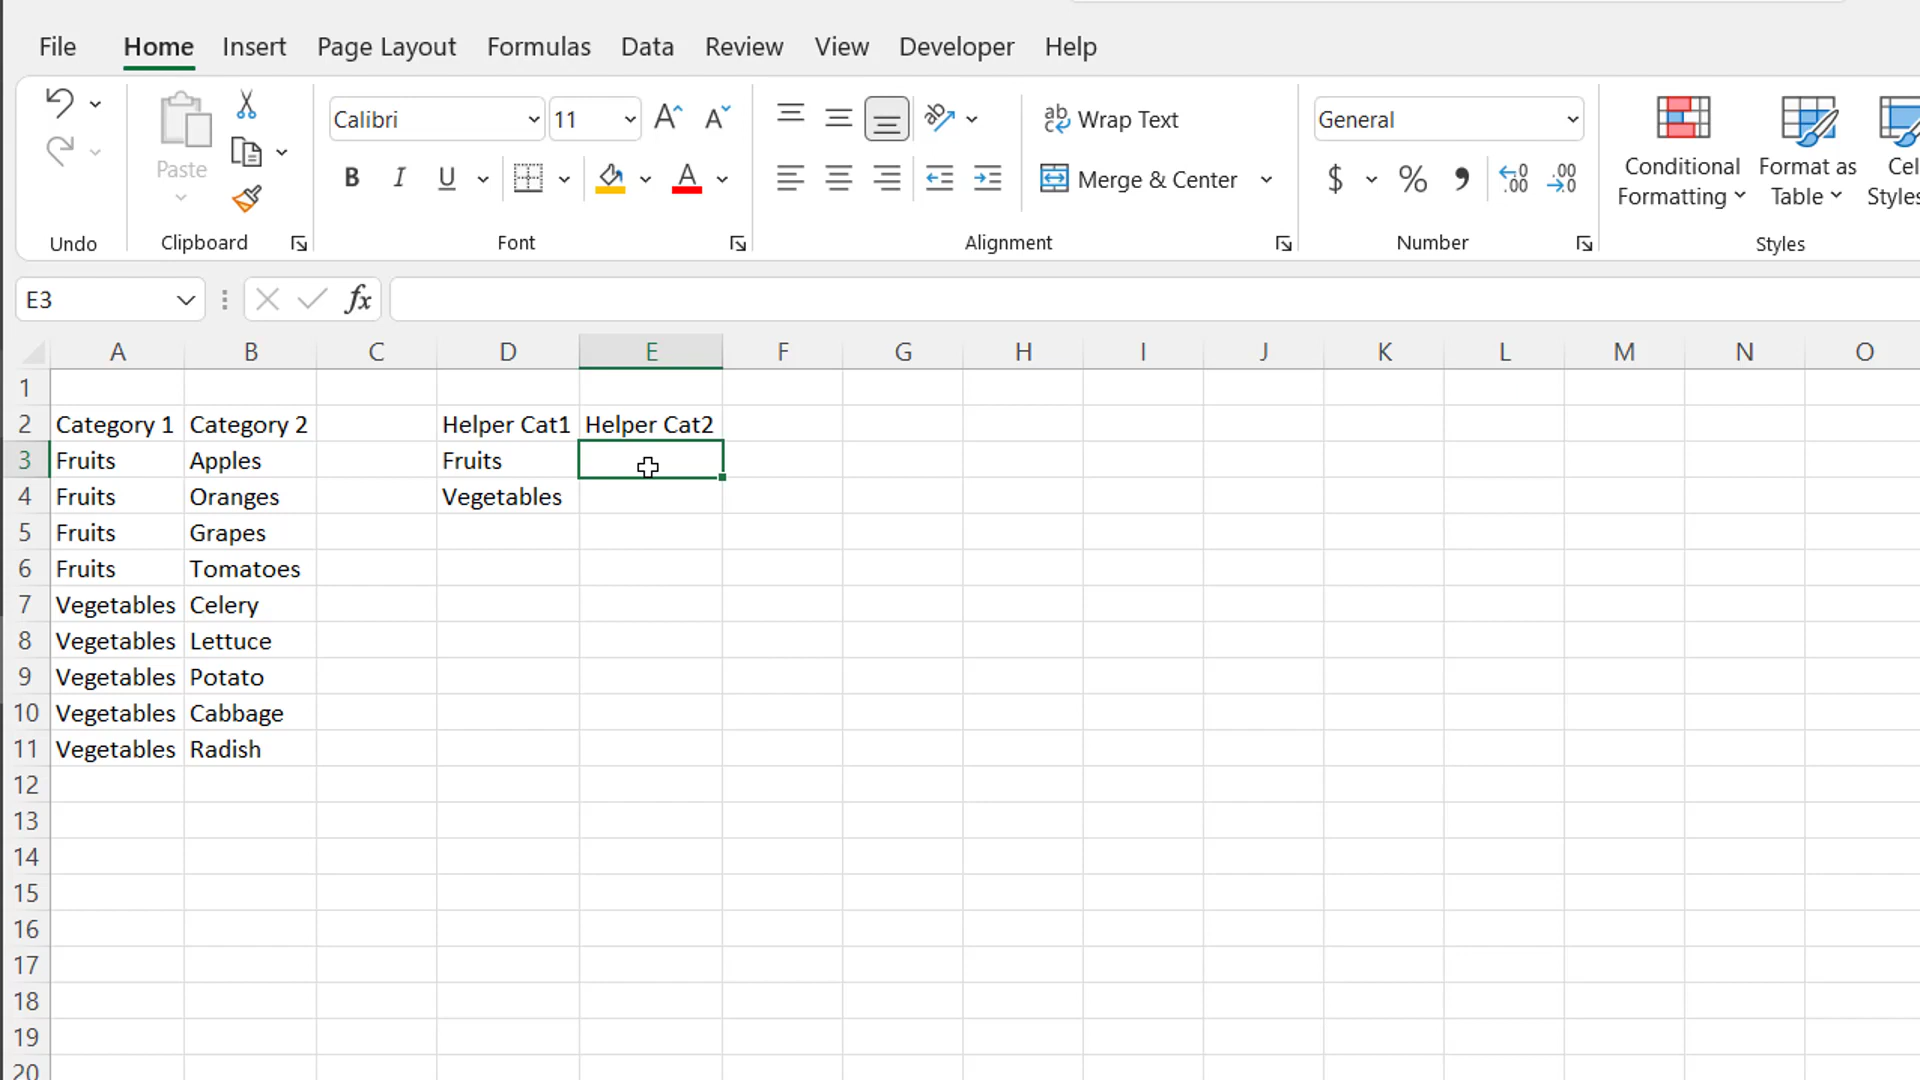 File Home Insert Page Layout Formulas Data Review View Developer Help
Calibri 11 Wrap Text General
Paste B I U Merge & Center $ % Conditional Formatting Format as Table Cel Styles
Undo Clipboard Font Alignment Number Styles
E3 fx
A B C D E F G H I J K L M N O
1
2 Category 1 Category 2 Helper Cat1 Helper Cat2
3 Fruits Apples Fruits
4 Fruits Oranges Vegetables
5 Fruits Grapes
6 Fruits Tomatoes
7 Vegetables Celery
8 Vegetables Lettuce
9 Vegetables Potato
10 Vegetables Cabbage
11 Vegetables Radish
12
13
14
15
16
17
18
19
20